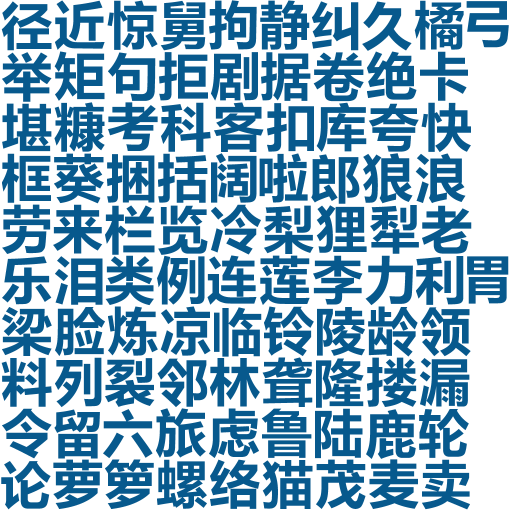 径近惊舅拘静纠久橘弓
举矩句拒剧据卷绝卡
堪糠考科客扣库夸快
框葵捆括阔啦郎狼浪
劳来栏览冷梨狸犁老
乐泪类例连莲李力利胃
梁脸炼凉临铃陵龄领
料列裂邻林聋隆搂漏
令留六旅虑鲁陆鹿轮
论萝箩螺络猫茂麦卖